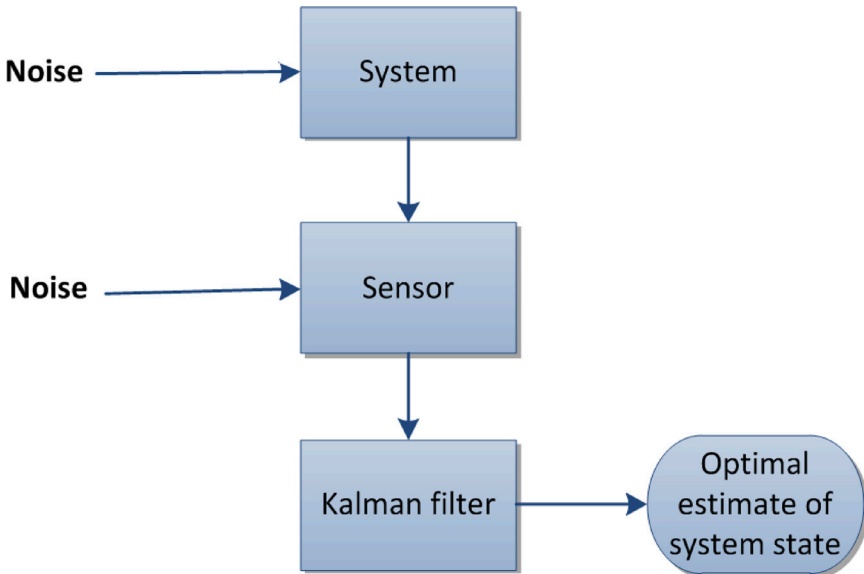 Noise
System
Noise
Sensor
Kalman filter
Optimal
estimate of
system state